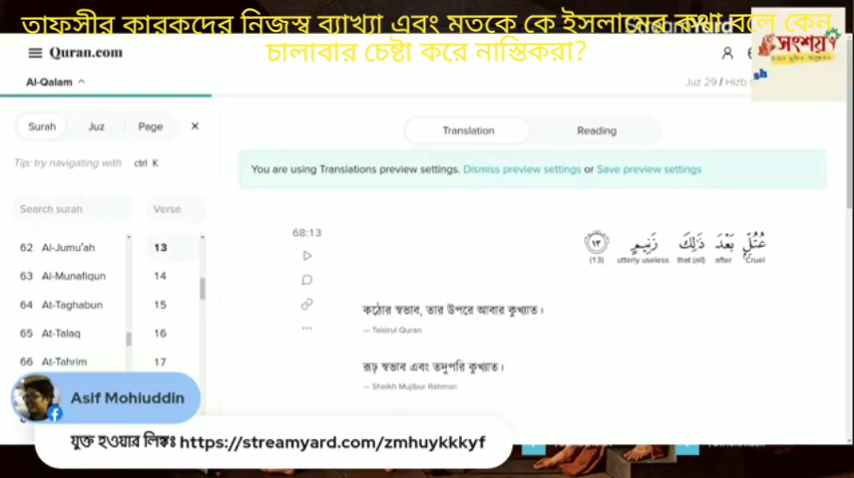 তাফসীর কারকদের নিজস্ব ব্যাখ্যা এবং মতকে কে ইসলামের কথা বলে কেন
চালাবার চেষ্টা করে নাস্তিকরা?
StreamYard
সংশয়
Quran.com
Al-Qalam
Juz 29 / Hizb
Surah Juz Page ×
Translation Reading
Tip: try navigating with ctrl K
You are using Translations preview settings. Dismiss preview settings or Save preview settings
Search surah Verse
68:13
عُتُلٍّۭ بَعْدَ ذَٰلِكَ زَنِيمٍ ١٣
Cruel after that (all) utterly useless (13)
62 Al-Jumu'ah 13
63 Al-Munafiqun 14
64 At-Taghabun 15
65 At-Talaq 16
66 At-Tahrim 17
কঠোর স্বভাব, তার উপরে আবার কুখ্যাত।
— Taisirul Quran
রূঢ় স্বভাব এবং তদুপরি কুখ্যাত।
— Sheikh Mujibur Rahman
Asif Mohiuddin
যুক্ত হওয়ার লিঙ্কঃ https://streamyard.com/zmhuykkkyf